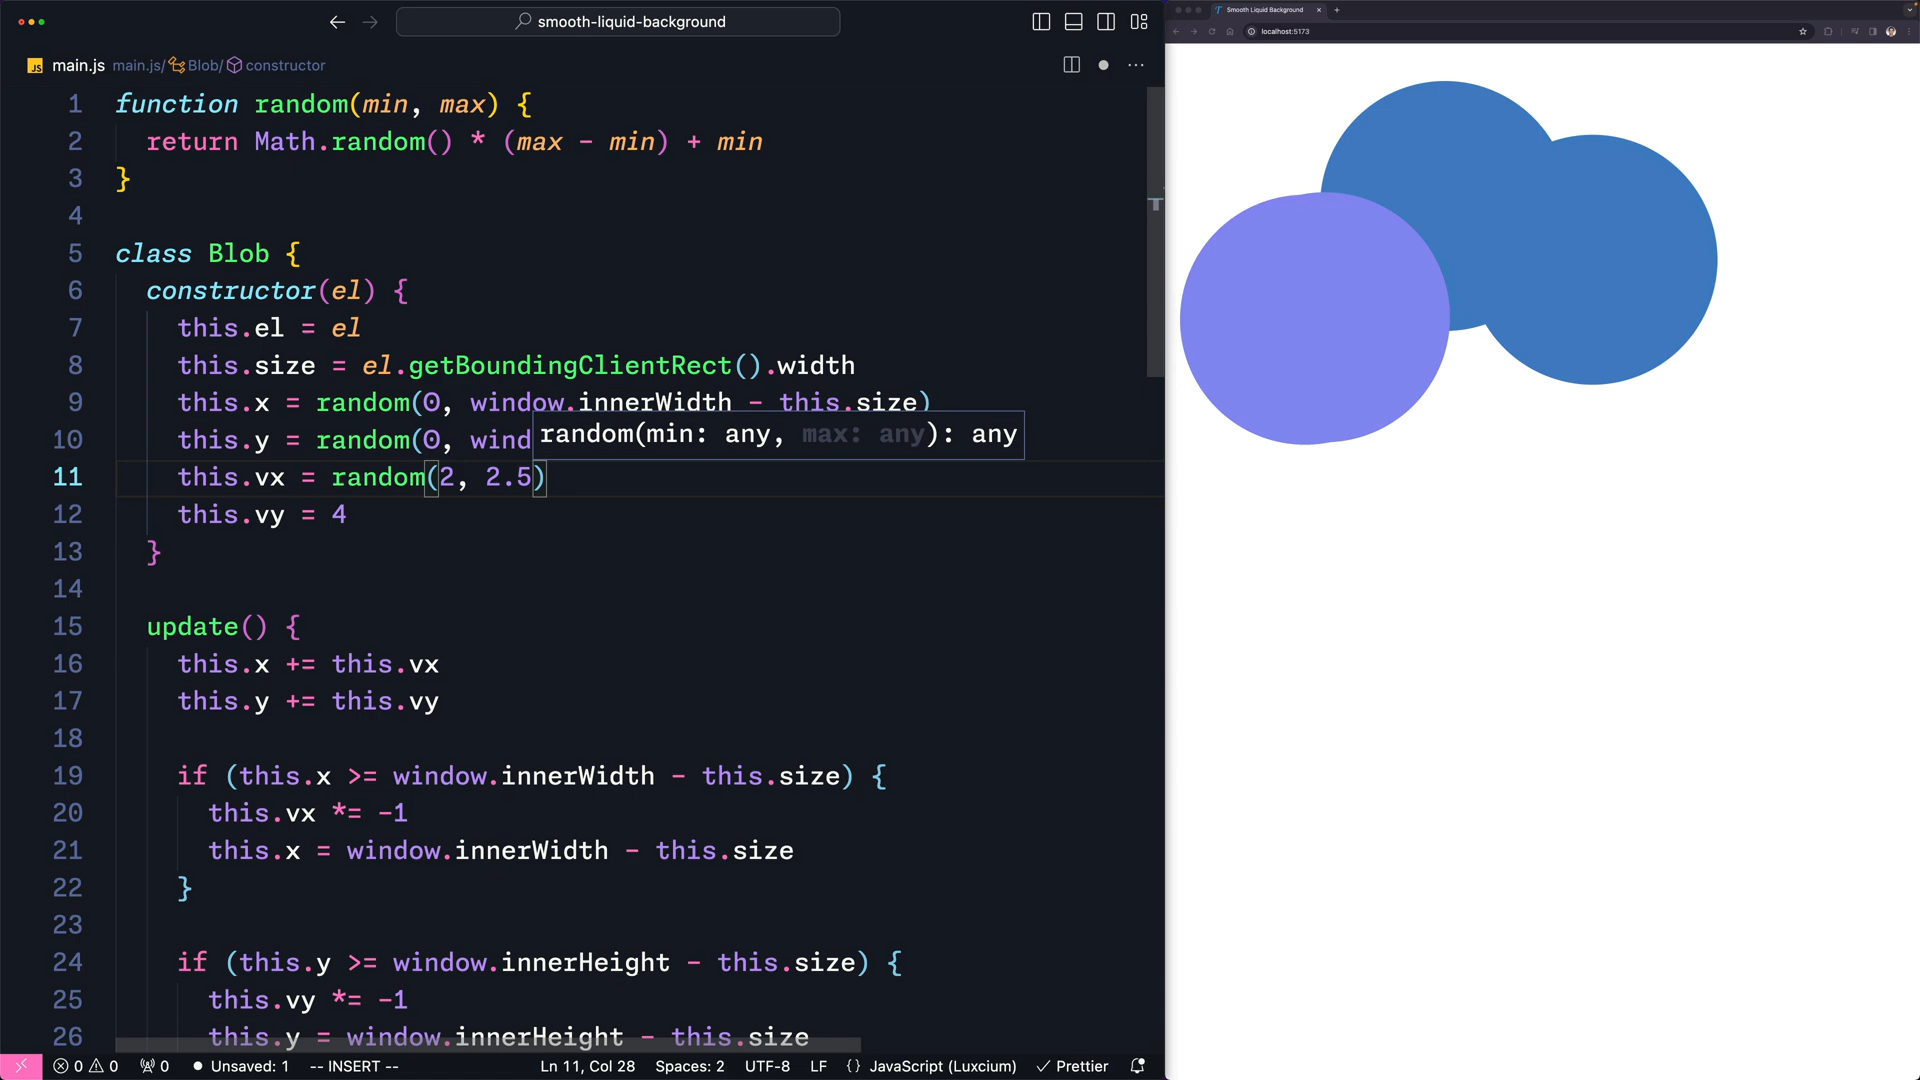 smooth-liquid-background
main.js main.js/Blob/constructor
1 function random(min, max) {
2 return Math.random() * (max - min) + min
3 }
4
5 class Blob {
6 constructor(el) {
7 this.el = el
8 this.size = el.getBoundingClientRect().width
9 this.x = random(0, window.innerWidth - this.size)
10 this.y = random(0, wind
random(min: any, max: any): any
11 this.vx = random(2, 2.5)
12 this.vy = 4
13 }
14
15 update() {
16 this.x += this.vx
17 this.y += this.vy
18
19 if (this.x >= window.innerWidth - this.size) {
20 this.vx *= -1
21 this.x = window.innerWidth - this.size
22 }
23
24 if (this.y >= window.innerHeight - this.size) {
25 this.vy *= -1
26 this.y = window.innerHeight - this.size
0 0 0 Unsaved: 1 -- INSERT -- Ln 11, Col 28 Spaces: 2 UTF-8 LF {} JavaScript (Luxcium) Prettier
Smooth Liquid Background
localhost:5173